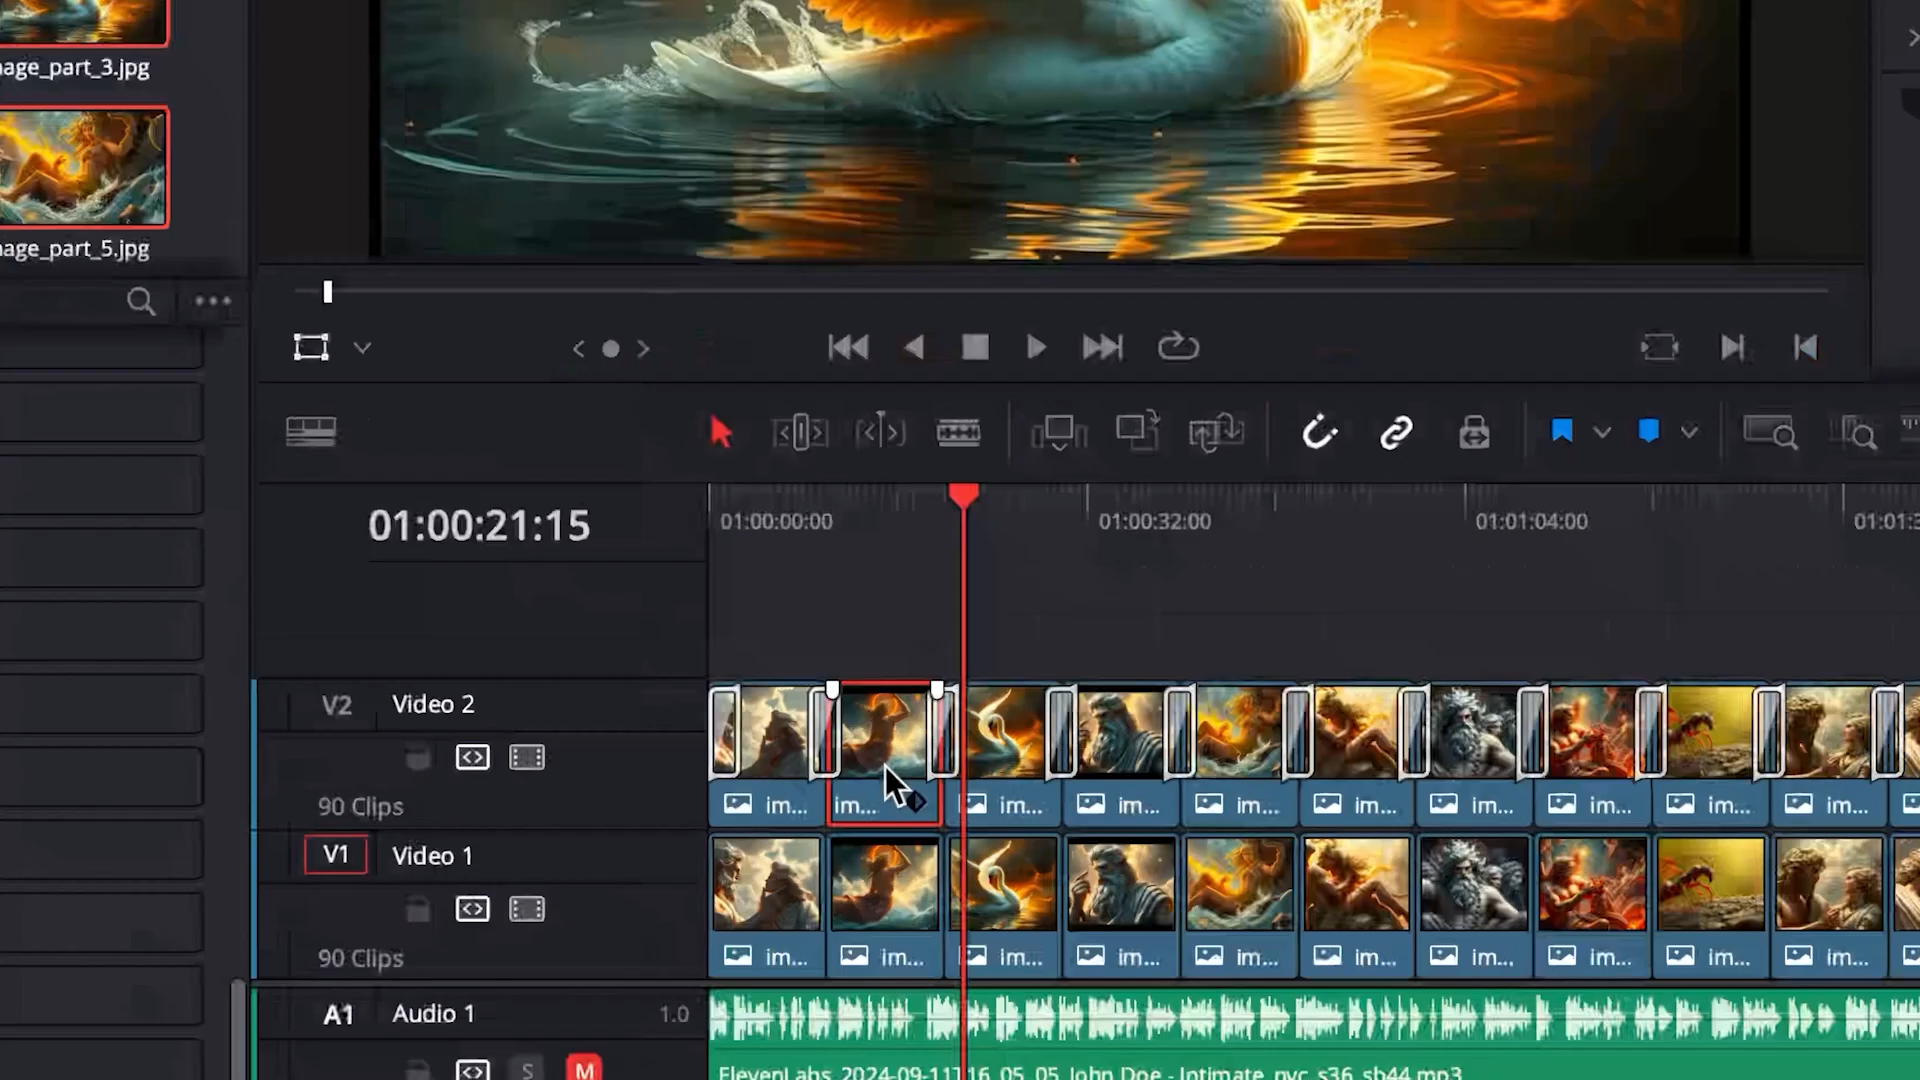 age_part_3.jpg
age_part_5.jpg
01:00:21:15
01:00:00:00
01:00:32:00
01:01:04:00
01:01:3
V2 Video 2
90 Clips
im... im... im... im... im... im... im... im... im... im...
V1 Video 1
90 Clips
im... im... im... im... im... im... im... im... im... im...
A1 Audio 1 1.0
S M
ElevenLabs_2024-09-11T16_05_05_John Doe - Intimate_pvc_s36_sb44.mp3